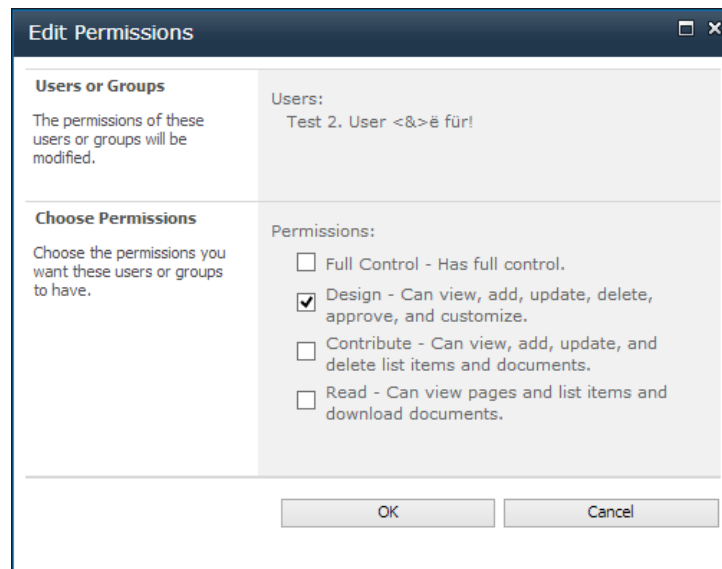 Edit Permissions
Users or Groups
The permissions of these
users or groups will be
modified.
Users:
Test 2. User <&>ë für!
Choose Permissions
Choose the permissions you
want these users or groups
to have.
Permissions:
Full Control - Has full control.
Design - Can view, add, update, delete,
approve, and customize.
Contribute - Can view, add, update, and
delete list items and documents.
Read - Can view pages and list items and
download documents.
OK
Cancel